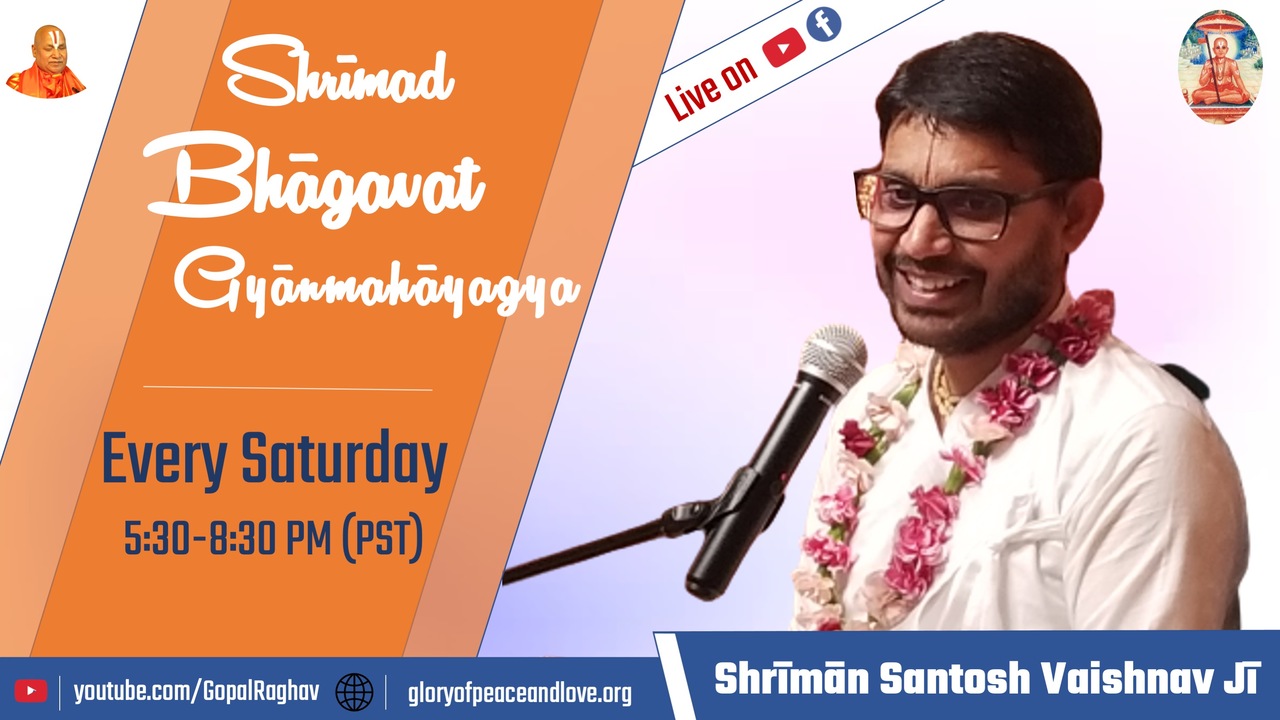 Shrīmad
Bhāgavat
Gyānmahāyagya
Every Saturday
5:30-8:30 PM (PST)
Live on
Shrīmān Santosh Vaishnav Jī
youtube.com/GopalRaghav
gloryofpeaceandlove.org